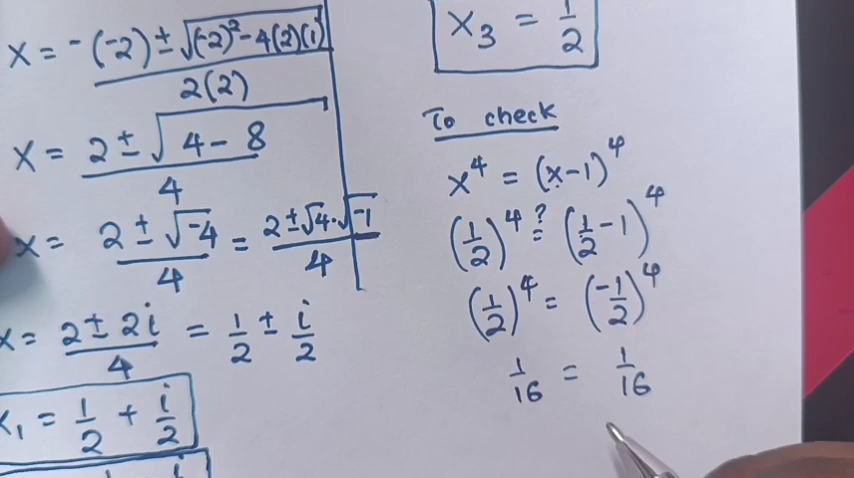 x = -(-2) ± √(-2)² - 4(2)(1) / 2(2)
x = 2 ± √4 - 8 / 4
x = 2 ± √-4 / 4 = 2 ± √4 · √-1 / 4
x = 2 ± 2i / 4 = 1/2 ± i/2
x₁ = 1/2 + i/2
x₃ = 1/2
To check
x⁴ = (x-1)⁴
(1/2)⁴ ?= (1/2 - 1)⁴
(1/2)⁴ = (-1/2)⁴
1/16 = 1/16